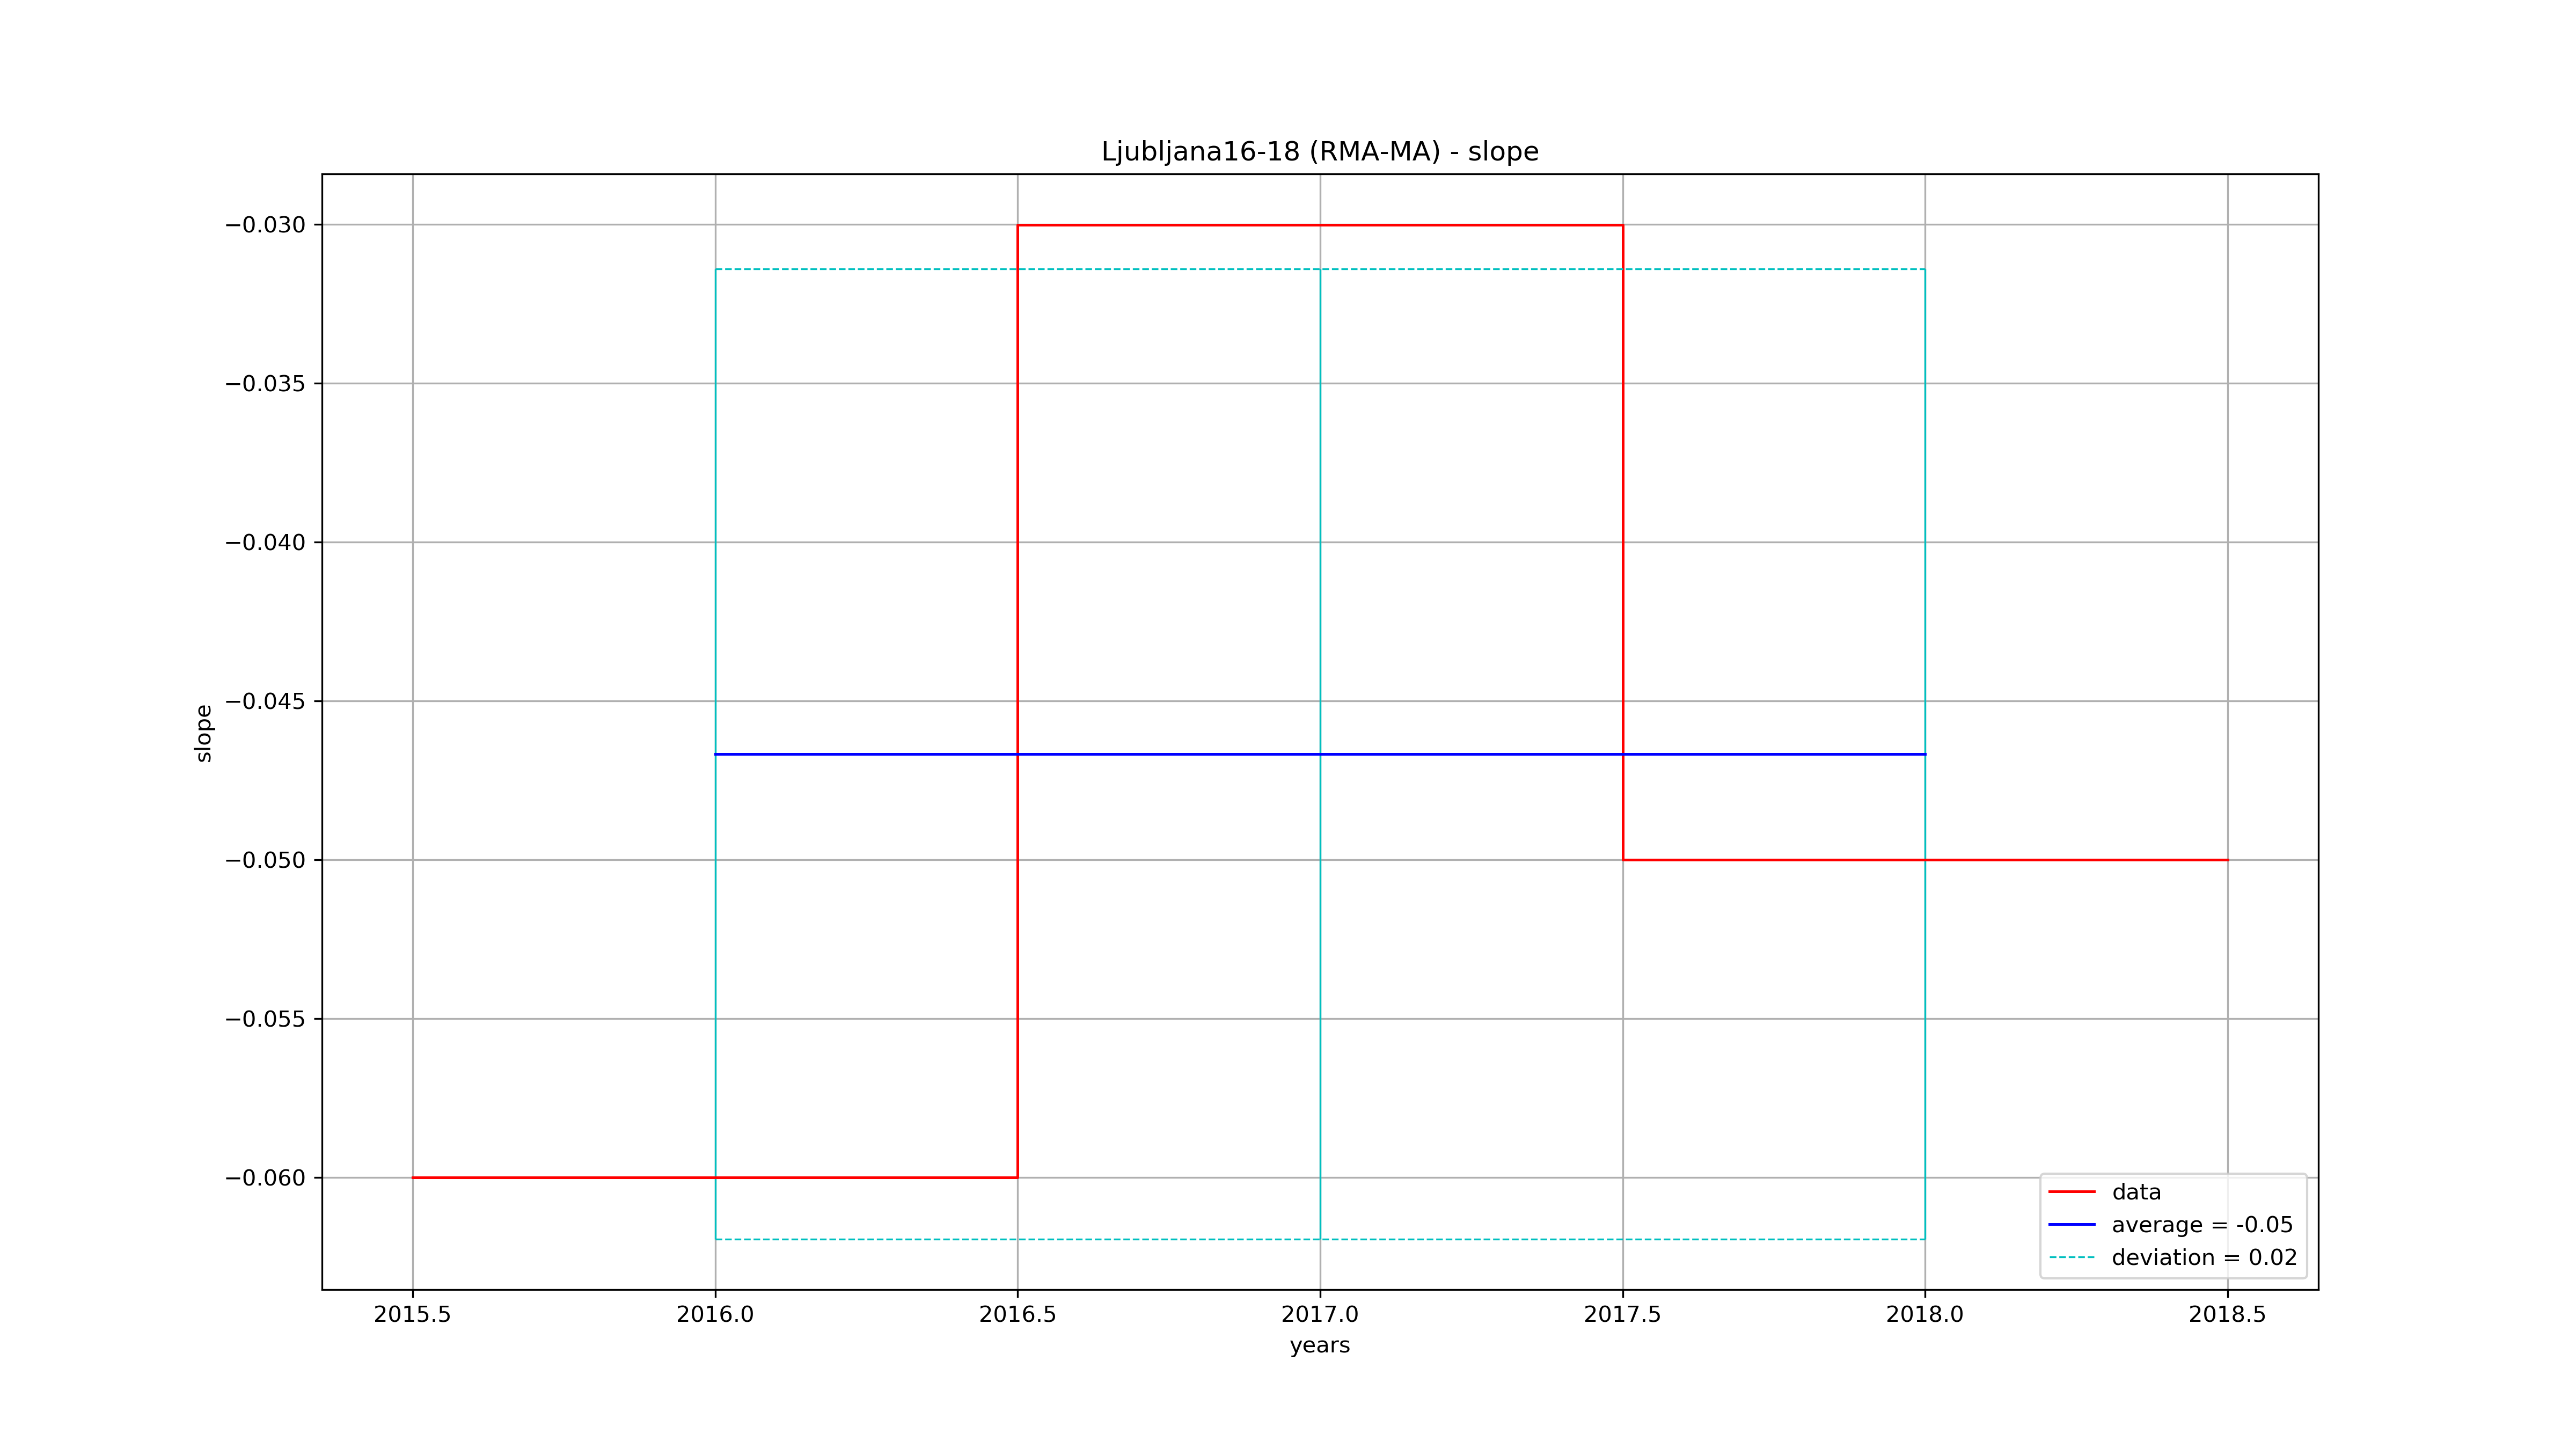 Ljubljana16-18 (RMA-MA) - slope
−0.030
−0.035
−0.040
−0.045
−0.050
−0.055
−0.060
slope
2015.5 2016.0 2016.5 2017.0 2017.5 2018.0 2018.5
years
data
average = -0.05
deviation = 0.02